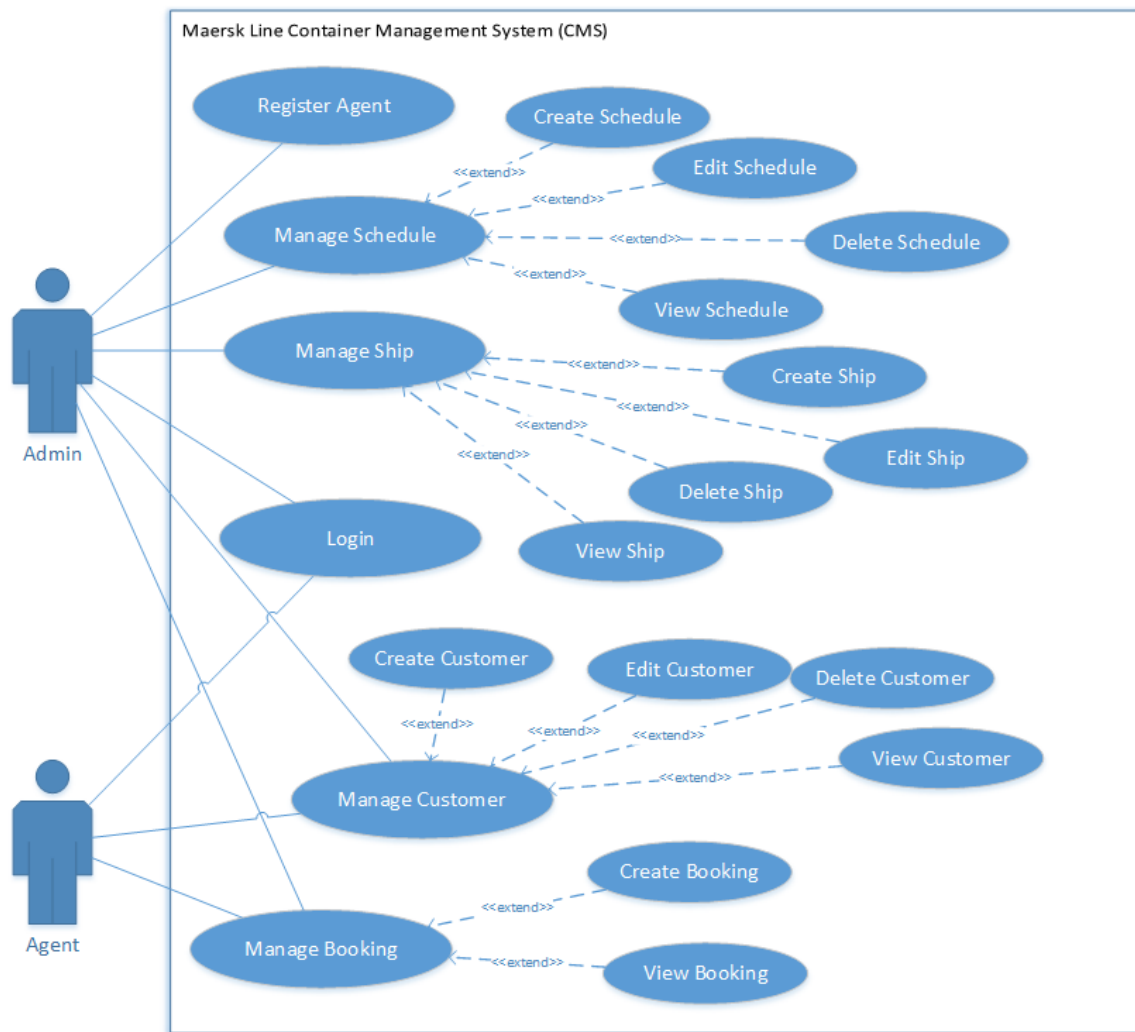 Maersk Line Container Management System (CMS)
Register Agent
Create Schedule
<<extend>>
Edit Schedule
<<extend>>
Manage Schedule
<<extend>>
Delete Schedule
<<extend>>
View Schedule
Manage Ship
<<extend>>
Create Ship
<<extend>>
Edit Ship
<<extend>>
Delete Ship
<<extend>>
View Ship
Admin
Login
Create Customer
Edit Customer
Delete Customer
<<extend>>
<<extend>>
<<extend>>
View Customer
<<extend>>
Manage Customer
Create Booking
<<extend>>
Agent
Manage Booking
<<extend>>
View Booking